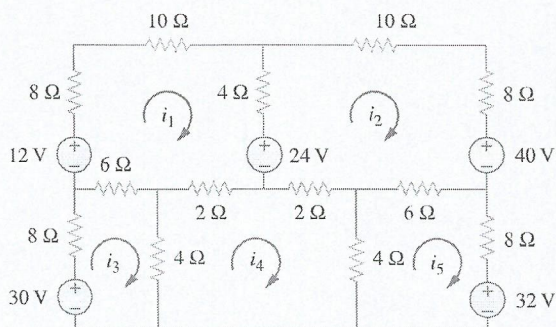 10 Ω 10 Ω
8 Ω 4 Ω 8 Ω
i₁ i₂
12 V 24 V 40 V
6 Ω
2 Ω 2 Ω 6 Ω
8 Ω 4 Ω 4 Ω 8 Ω
i₃ i₄ i₅
30 V 32 V